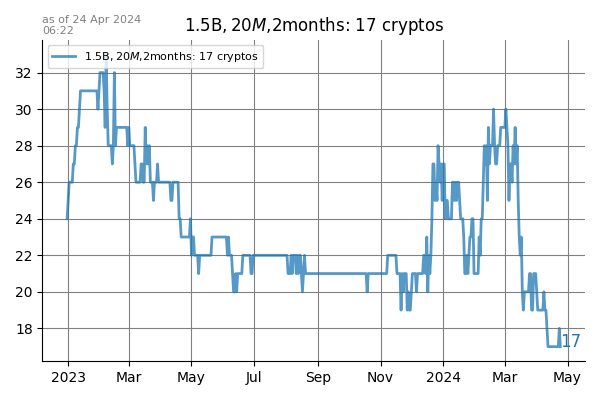 as of 24 Apr 2024
06:22
1.5B, 20M,2months: 17 cryptos
1.5B, 20M,2months: 17 cryptos
32
30
28
26
24
22
20
18
17
2023 Mar May Jul Sep Nov 2024 Mar May